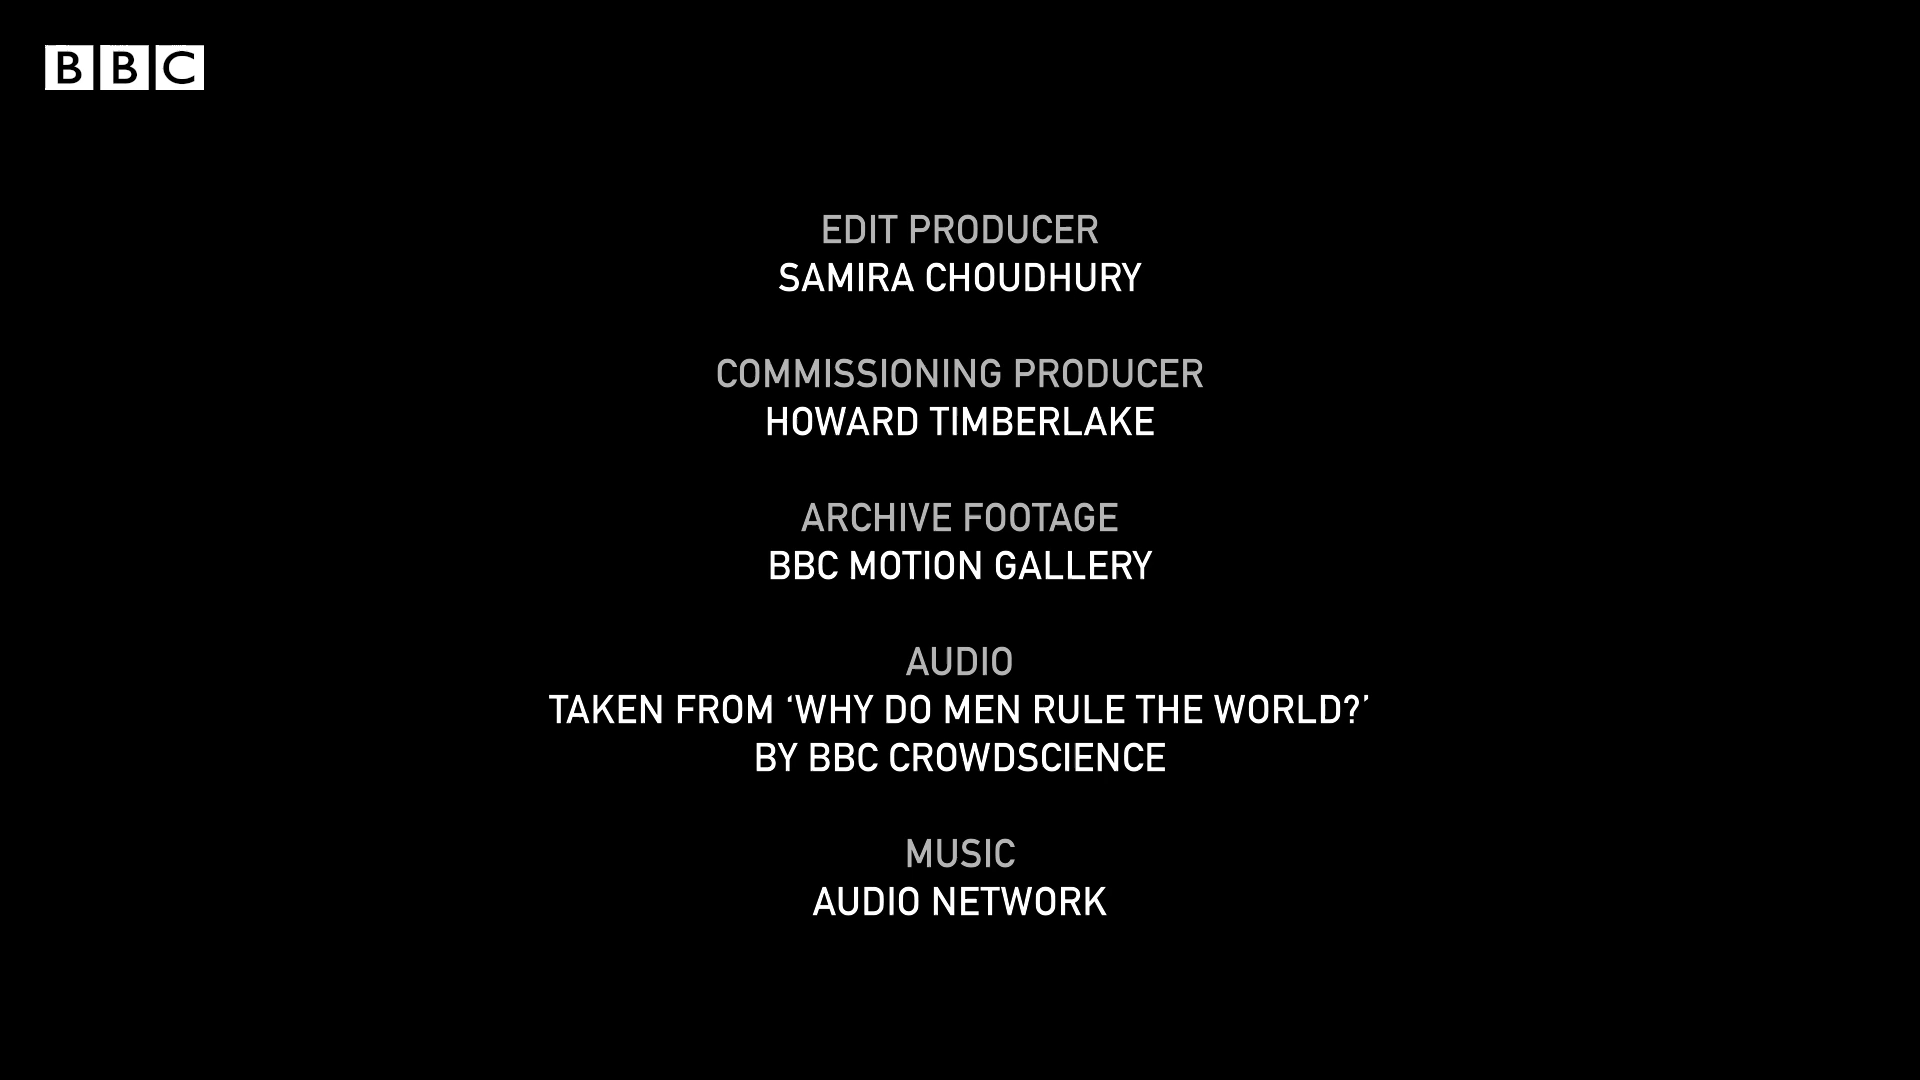 BBC
EDIT PRODUCER
SAMIRA CHOUDHURY
COMMISSIONING PRODUCER
HOWARD TIMBERLAKE
ARCHIVE FOOTAGE
BBC MOTION GALLERY
AUDIO
TAKEN FROM ‘WHY DO MEN RULE THE WORLD?’
BY BBC CROWDSCIENCE
MUSIC
AUDIO NETWORK